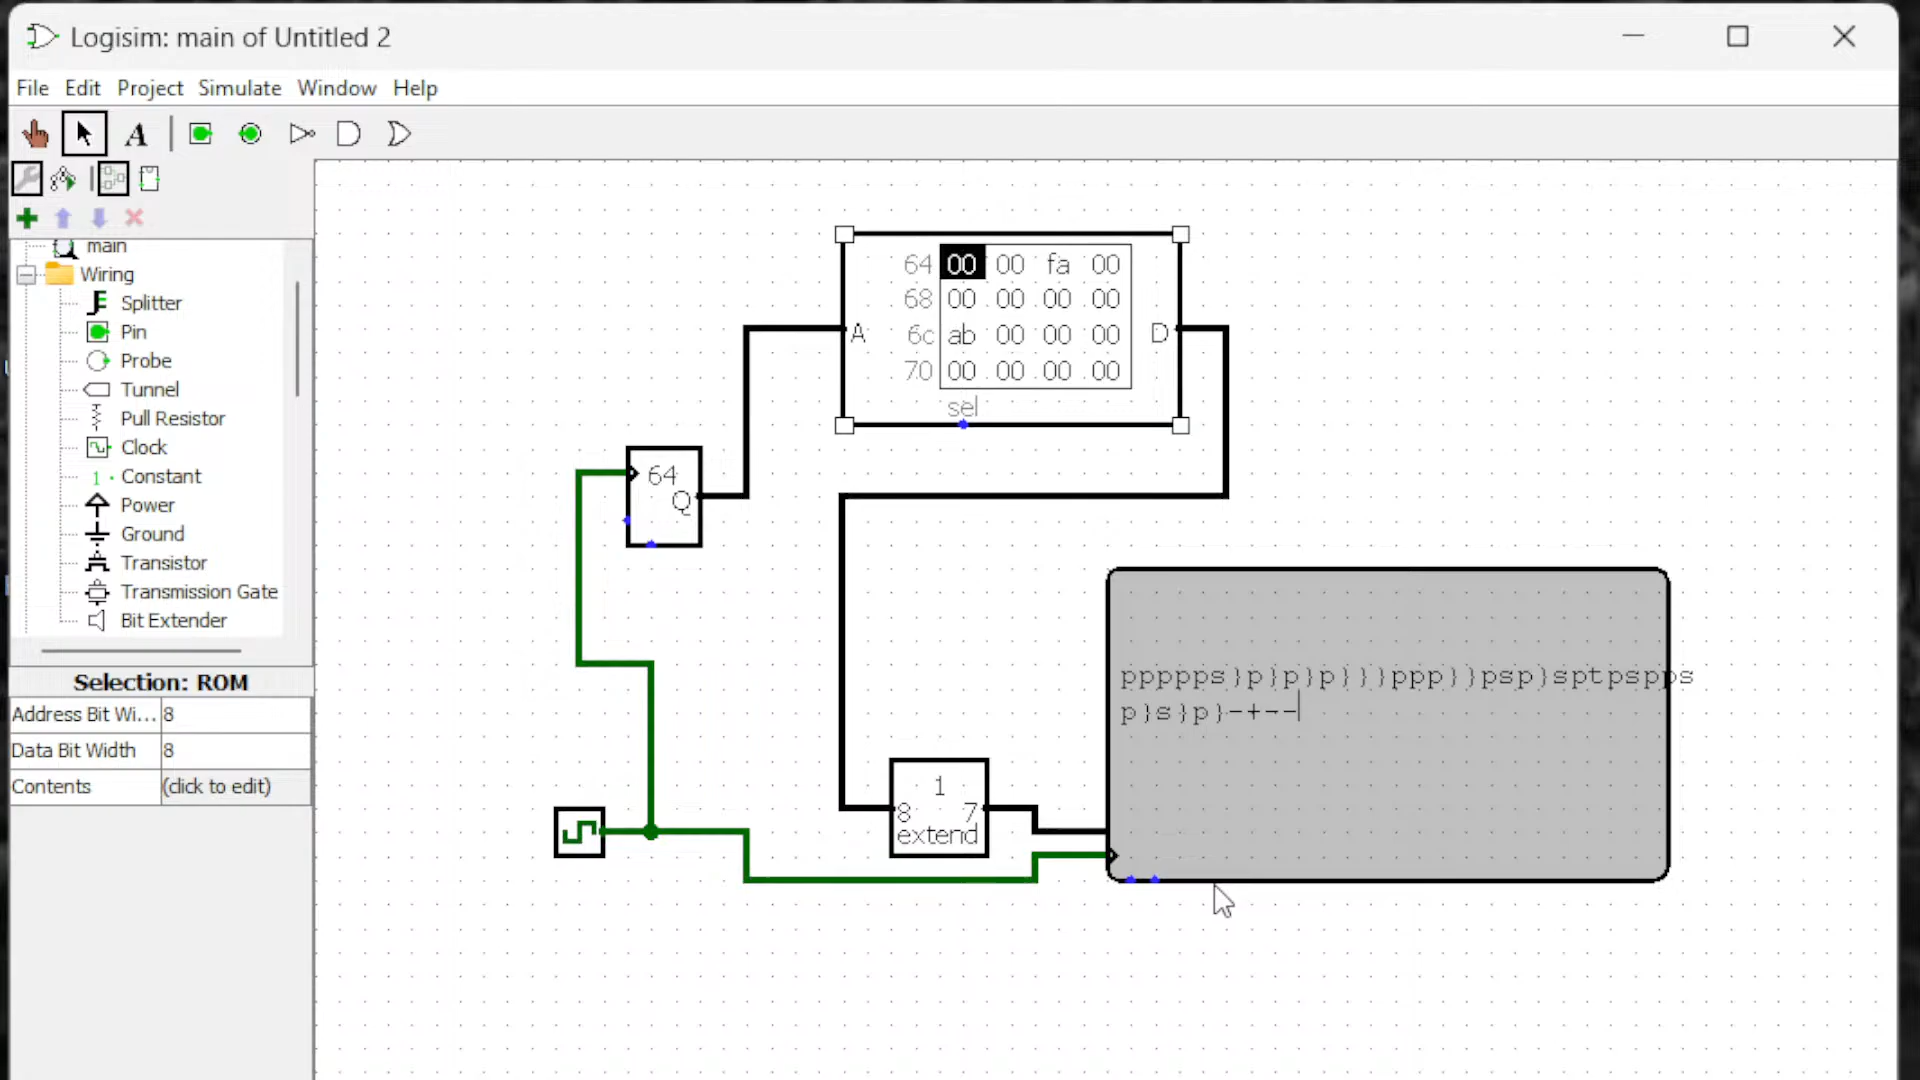 Logisim: main of Untitled 2
File Edit Project Simulate Window Help
A
main
Wiring
Splitter
Pin
Probe
Tunnel
Pull Resistor
Clock
1 Constant
Power
Ground
Transistor
Transmission Gate
Bit Extender
Selection: ROM
Address Bit Wi... 8
Data Bit Width 8
Contents (click to edit)
64 00 00 fa 00
68 00 00 00 00
A 6c ab 00 00 00 D
70 00 00 00 00
sel
64
Q
1
8 7
extend
pppppps}p}p}p}}}ppp}}psp}sptpspps
p}s}p}-+--